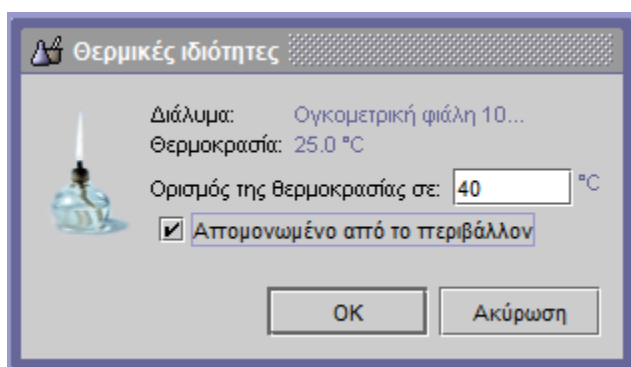 Θερμικές ιδιότητες
Διάλυμα: Ογκομετρική φιάλη 10...
Θερμοκρασία: 25.0 °C
Ορισμός της θερμοκρασίας σε: 40 °C
Απομονωμένο από το περιβάλλον
OK Ακύρωση